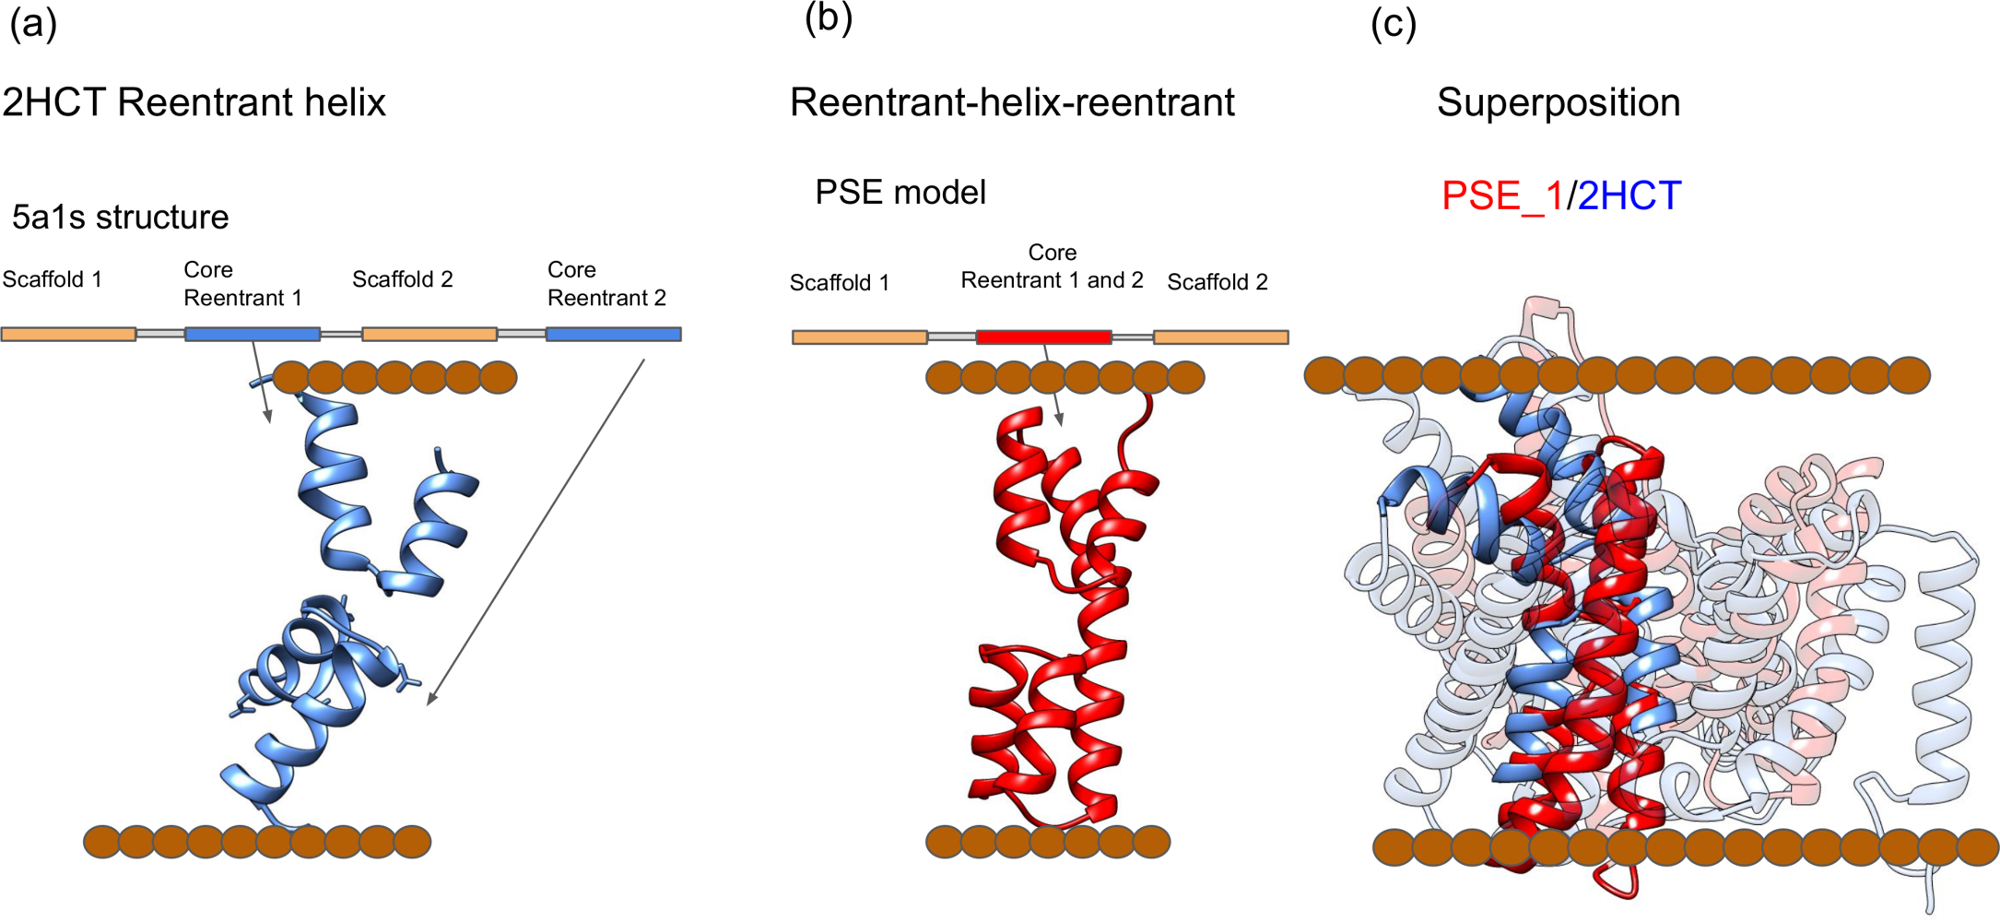 (a)
2HCT Reentrant helix
5a1s structure
Scaffold 1
Core
Reentrant 1
Scaffold 2
Core
Reentrant 2
(b)
Reentrant-helix-reentrant
PSE model
Scaffold 1
Core
Reentrant 1 and 2
Scaffold 2
(c)
Superposition
PSE_1/2HCT